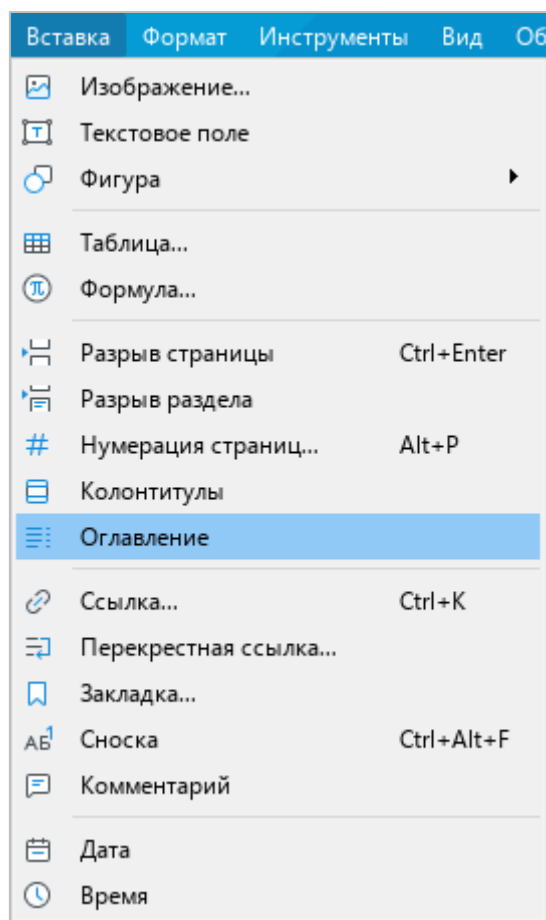 Вставка Формат Инструменты Вид Об
Изображение...
Текстовое поле
Фигура
Таблица...
Формула...
Разрыв страницы Ctrl+Enter
Разрыв раздела
Нумерация страниц... Alt+P
Колонтитулы
Оглавление
Ссылка... Ctrl+K
Перекрестная ссылка...
Закладка...
Сноска Ctrl+Alt+F
Комментарий
Дата
Время